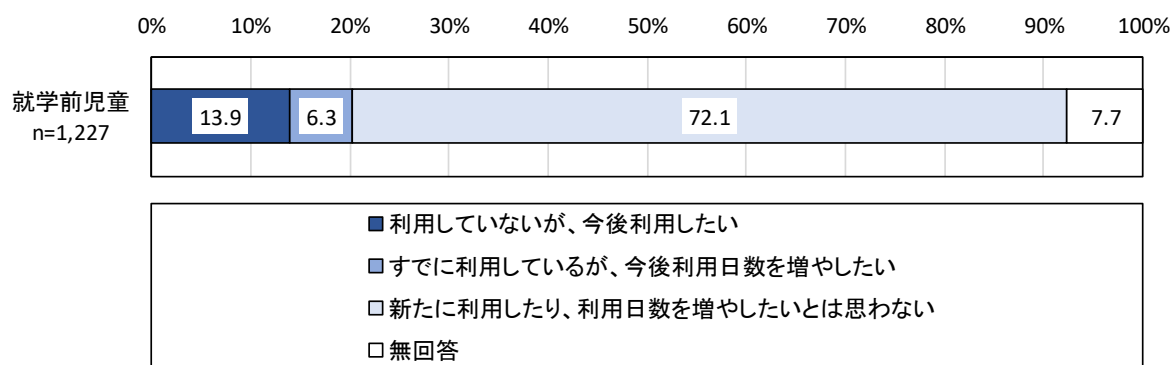 0% 10% 20% 30% 40% 50% 60% 70% 80% 90% 100%
就学前児童
n=1,227
13.9 6.3 72.1 7.7
利用していないが、今後利用したい
すでに利用しているが、今後利用日数を増やしたい
新たに利用したり、利用日数を増やしたいとは思わない
無回答